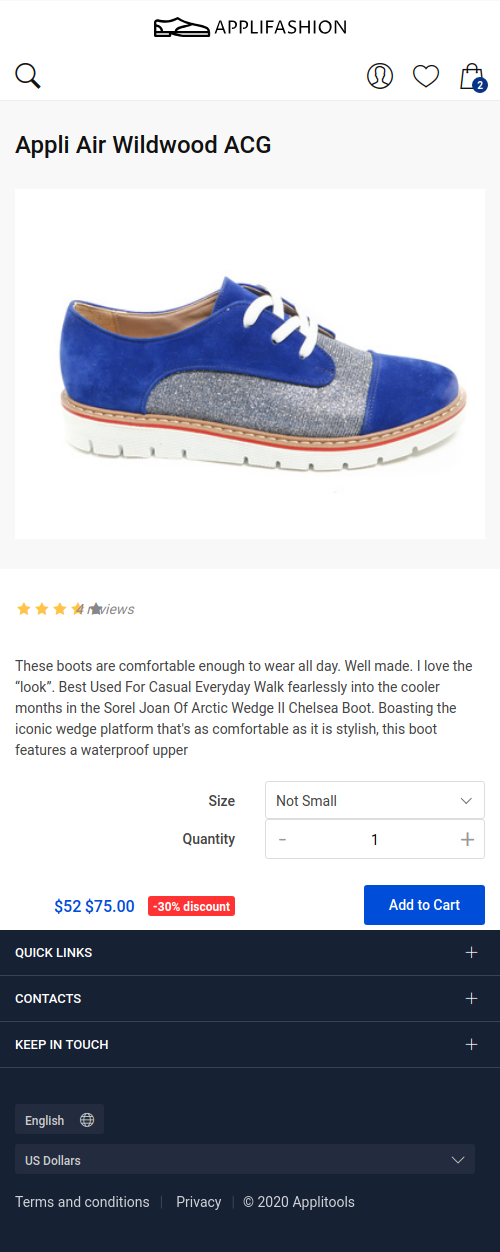 APPLIFASHION
2
Appli Air Wildwood ACG
4 reviews
These boots are comfortable enough to wear all day. Well made. I love the
“look”. Best Used For Casual Everyday Walk fearlessly into the cooler
months in the Sorel Joan Of Arctic Wedge II Chelsea Boot. Boasting the
iconic wedge platform that's as comfortable as it is stylish, this boot
features a waterproof upper
Size Not Small
Quantity - 1 +
$52 $75.00 -30% discount Add to Cart
QUICK LINKS
CONTACTS
KEEP IN TOUCH
English
US Dollars
Terms and conditions Privacy © 2020 Applitools